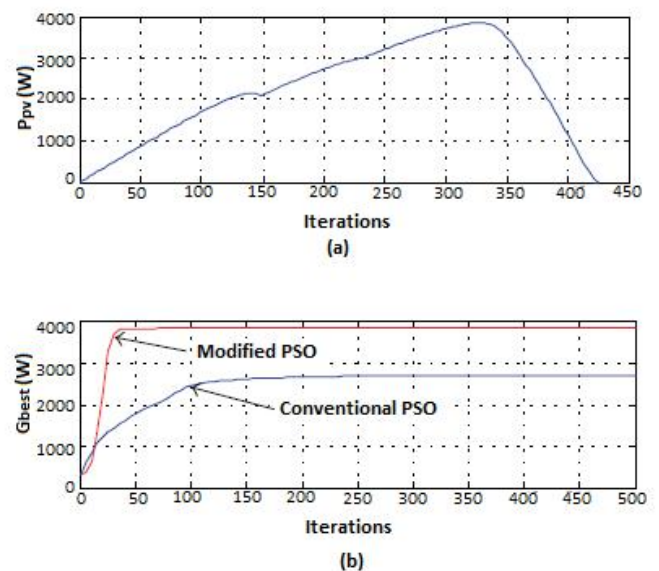 4000
3000
2000
1000
0
Ppv (W)
0 50 100 150 200 250 300 350 400 450
Iterations
(a)
4000
3000
2000
1000
0
Gbest (W)
Modified PSO
Conventional PSO
0 50 100 150 200 250 300 350 400 450 500
Iterations
(b)